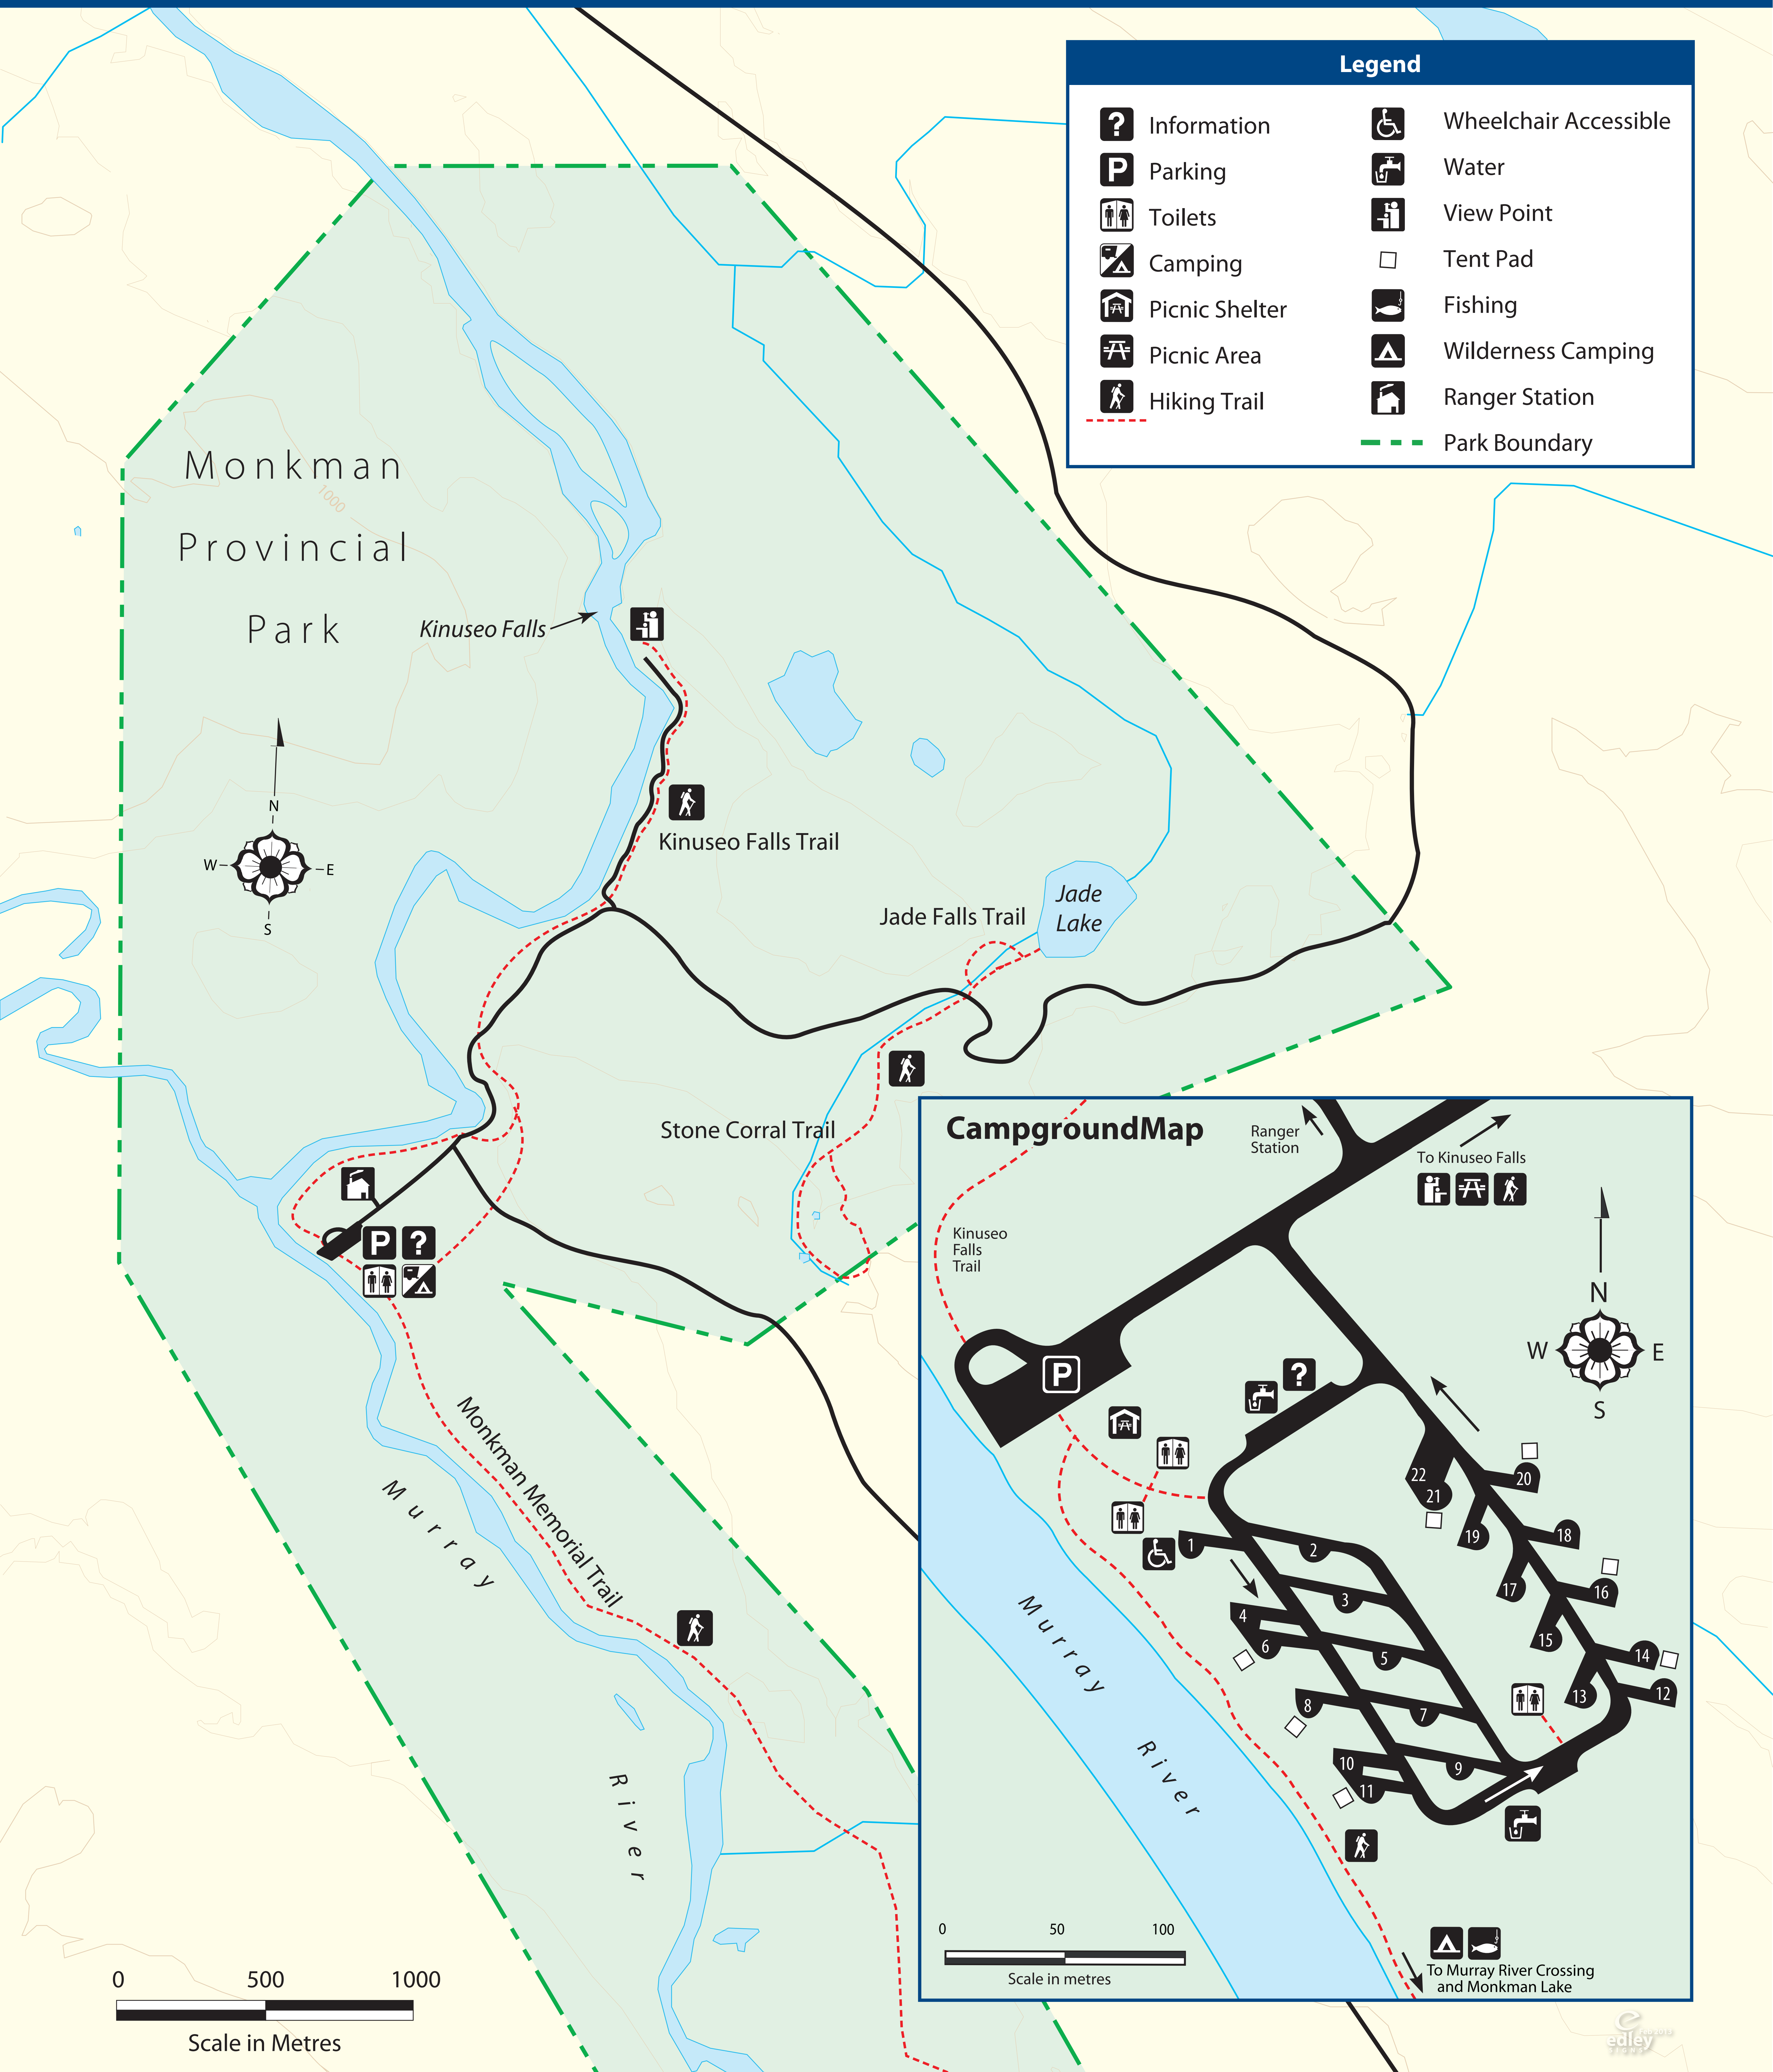 Legend
Information
Parking
Toilets
Camping
Picnic Shelter
Picnic Area
Hiking Trail
Wheelchair Accessible
Water
View Point
Tent Pad
Fishing
Wilderness Camping
Ranger Station
Park Boundary
?
P
Monkman
Provincial
Park
1000
Kinuseo Falls
N
W
E
S
Kinuseo Falls Trail
Jade Falls Trail
Jade
Lake
Stone Corral Trail
P
?
Monkman Memorial Trail
Murray
River
0 500 1000
Scale in Metres
CampgroundMap
Ranger
Station
To Kinuseo Falls
Kinuseo
Falls
Trail
N
W
E
S
P
?
22
21
20
19
18
17
16
15
14
13
12
1
2
3
4
5
6
7
8
9
10
11
Murray
River
0 50 100
Scale in metres
To Murray River Crossing
and Monkman Lake
edley